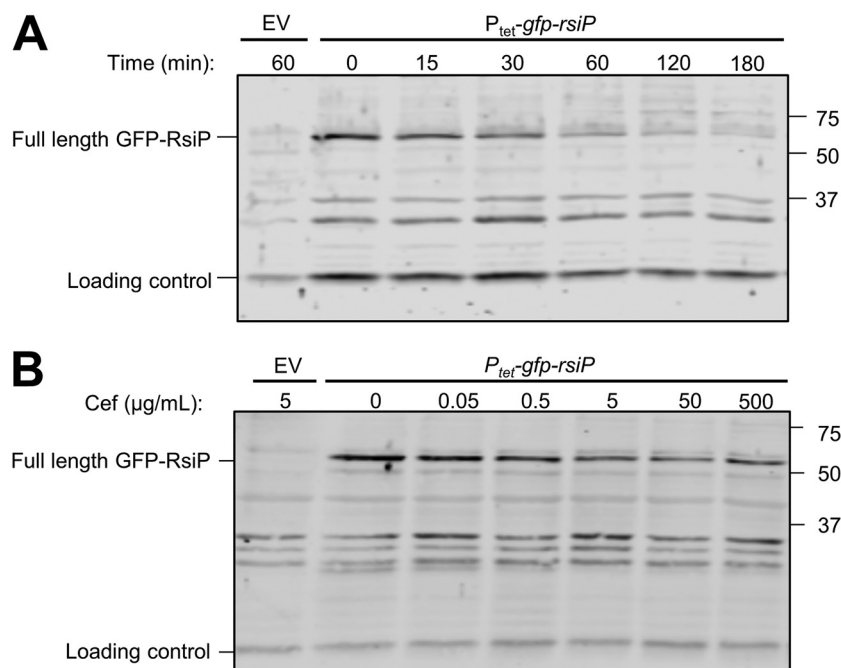 A
EV
P_tet-gfp-rsiP
Time (min): 60 0 15 30 60 120 180
75
Full length GFP-RsiP
50
37
Loading control
B
EV
P_tet-gfp-rsiP
Cef (µg/mL): 5 0 0.05 0.5 5 50 500
75
Full length GFP-RsiP
50
37
Loading control